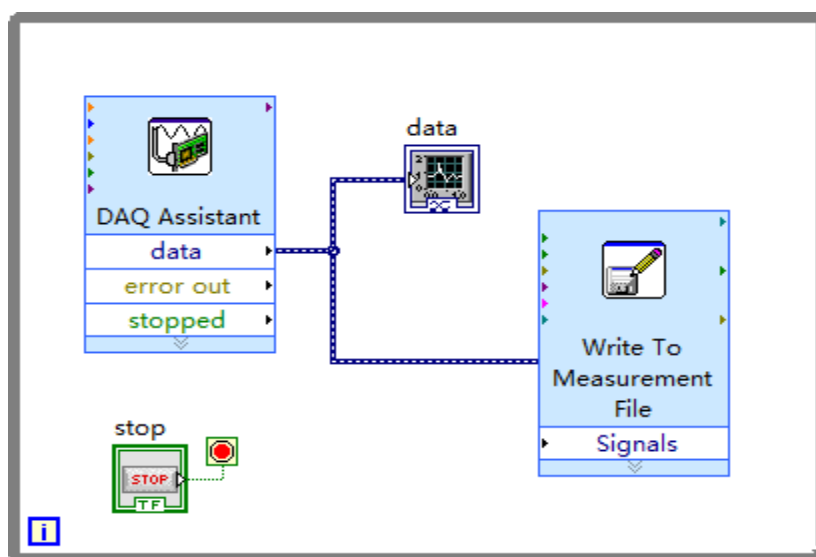 DAQ Assistant
data
error out
stopped
data
Write To
Measurement
File
Signals
stop
STOP
TF
i